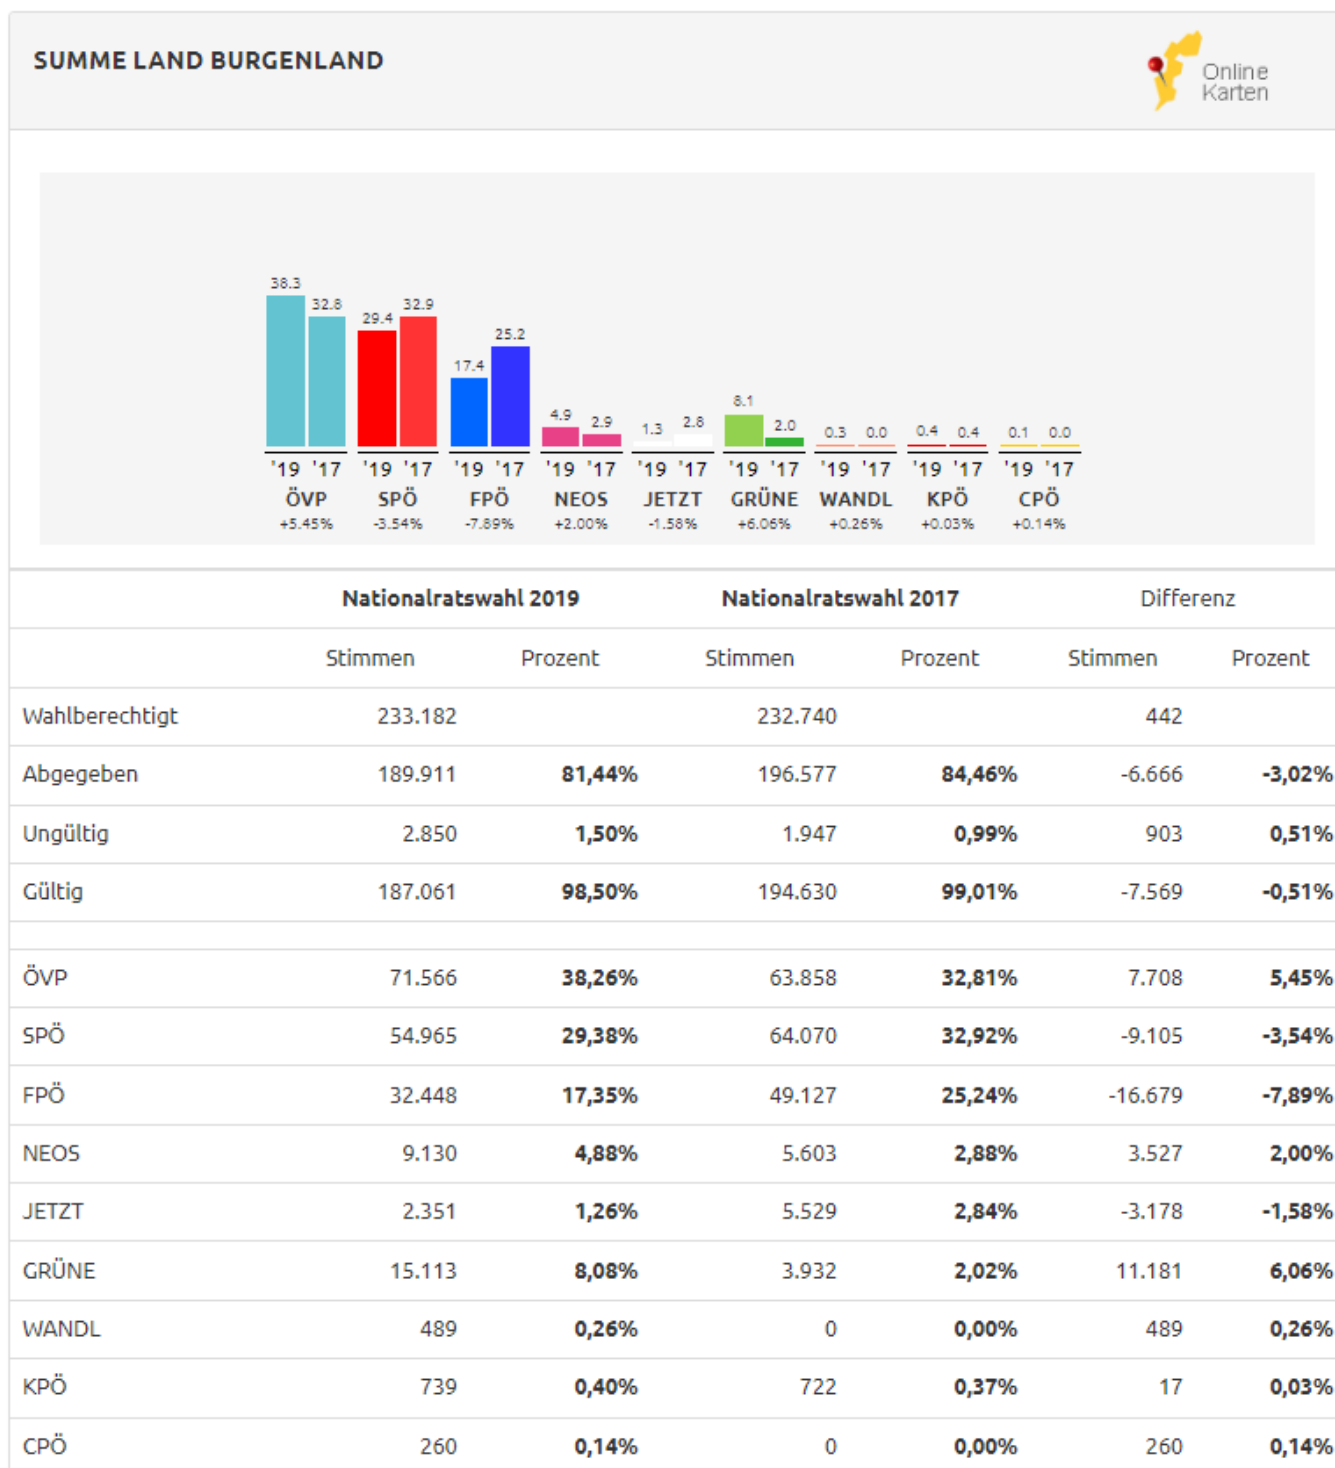 SUMME LAND BURGENLAND
Online
Karten
38.3
32.8
29.4
32.9
17.4
25.2
4.9
2.9
1.3
2.8
8.1
2.0
0.3
0.0
0.4
0.4
0.1
0.0
'19 '17 '19 '17 '19 '17 '19 '17 '19 '17 '19 '17 '19 '17 '19 '17 '19 '17
ÖVP SPÖ FPÖ NEOS JETZT GRÜNE WANDL KPÖ CPÖ
+5.45% -3.54% -7.89% +2.00% -1.58% +6.06% +0.26% +0.03% +0.14%
Nationalratswahl 2019 Nationalratswahl 2017 Differenz
Stimmen Prozent Stimmen Prozent Stimmen Prozent
Wahlberechtigt 233.182 232.740 442
Abgegeben 189.911 81,44% 196.577 84,46% -6.666 -3,02%
Ungültig 2.850 1,50% 1.947 0,99% 903 0,51%
Gültig 187.061 98,50% 194.630 99,01% -7.569 -0,51%
ÖVP 71.566 38,26% 63.858 32,81% 7.708 5,45%
SPÖ 54.965 29,38% 64.070 32,92% -9.105 -3,54%
FPÖ 32.448 17,35% 49.127 25,24% -16.679 -7,89%
NEOS 9.130 4,88% 5.603 2,88% 3.527 2,00%
JETZT 2.351 1,26% 5.529 2,84% -3.178 -1,58%
GRÜNE 15.113 8,08% 3.932 2,02% 11.181 6,06%
WANDL 489 0,26% 0 0,00% 489 0,26%
KPÖ 739 0,40% 722 0,37% 17 0,03%
CPÖ 260 0,14% 0 0,00% 260 0,14%